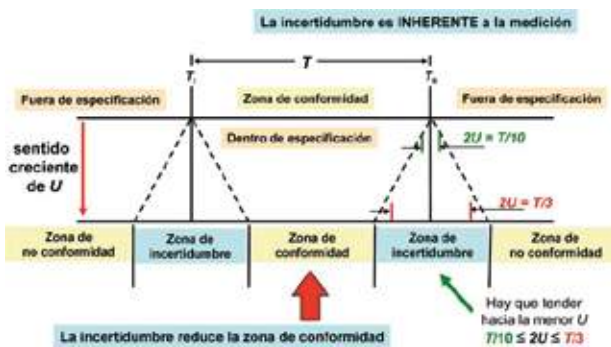 La incertidumbre es INHERENTE a la medición
T
Ti Ts
Fuera de especificación Zona de conformidad Fuera de especificación
Dentro de especificación
sentido
creciente
de U
2U = T/10
2U = T/3
Zona de
no conformidad
Zona de
incertidumbre
Zona de
conformidad
Zona de
incertidumbre
Zona de
no conformidad
Hay que tender
hacia la menor U
T/10 ≤ 2U ≤ T/3
La incertidumbre reduce la zona de conformidad